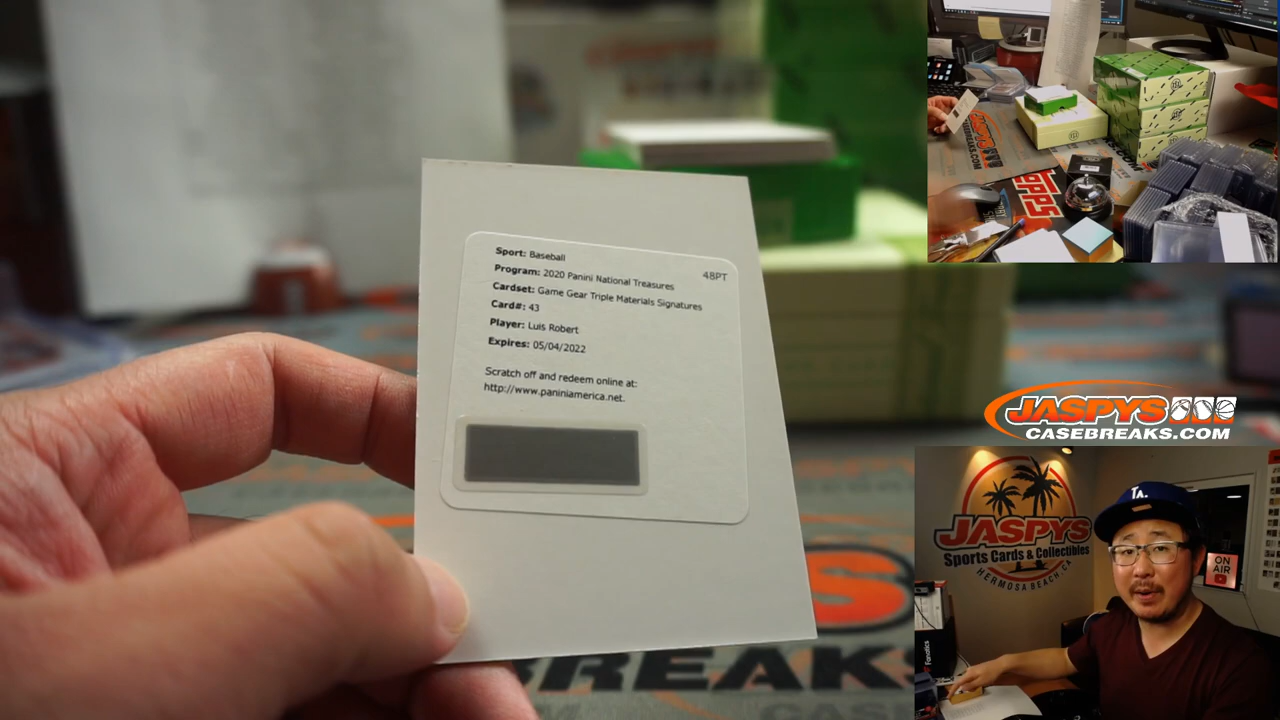 Sport: Baseball
Program: 2020 Panini National Treasures
48PT
Cardset: Game Gear Triple Materials Signatures
Card#: 43
Player: Luis Robert
Expires: 05/04/2022
Scratch off and redeem online at:
http://www.paniniamerica.net.
JASPYS
CASEBREAKS.COM
JASPYS
Sports Cards & Collectibles
HERMOSA BEACH, CA
ON
AIR
Fanatics
TOPPS
S
BREAKS